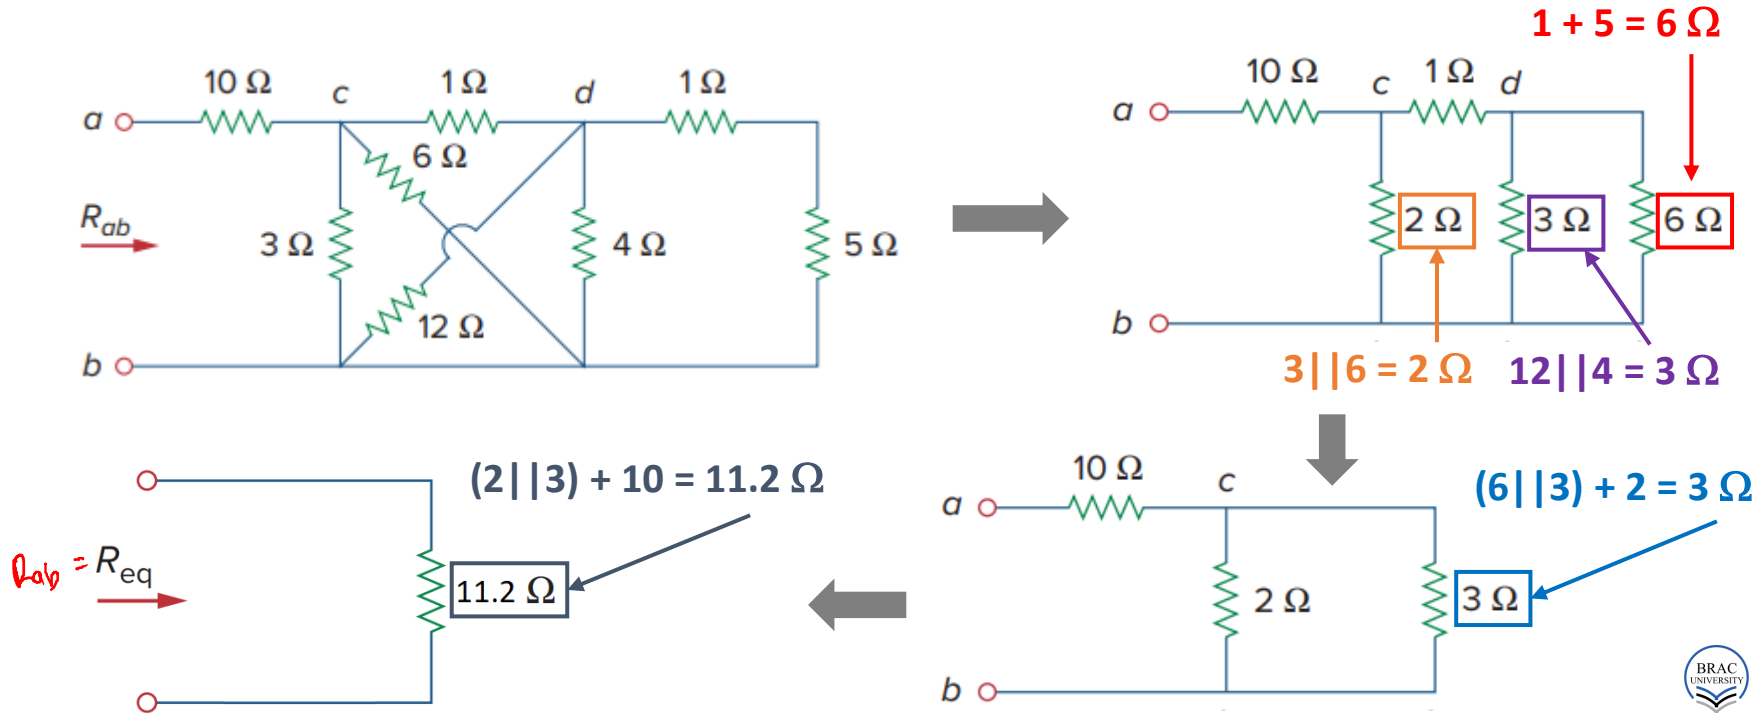 1 + 5 = 6 Ω
10 Ω c 1 Ω d 1 Ω
a
6 Ω
R_ab
3 Ω 4 Ω 5 Ω
12 Ω
b
10 Ω c 1 Ω d
a
2 Ω 3 Ω 6 Ω
b
3||6 = 2 Ω 12||4 = 3 Ω
10 Ω c
a
(6||3) + 2 = 3 Ω
2 Ω 3 Ω
b
(2||3) + 10 = 11.2 Ω
Rab = R_eq
11.2 Ω
BRAC
UNIVERSITY